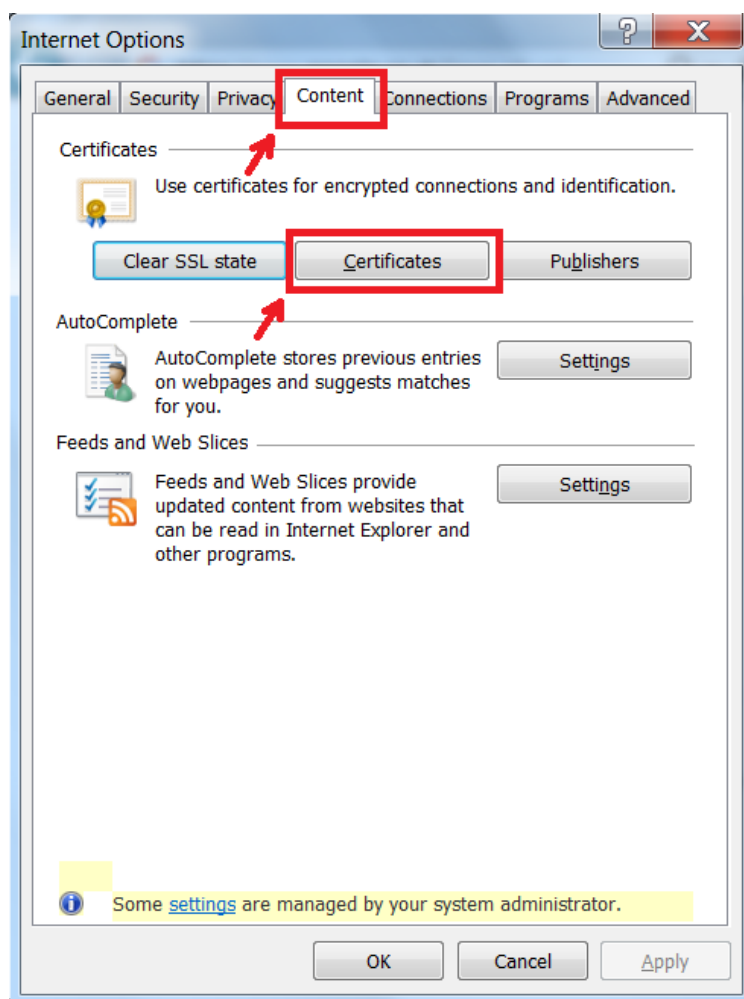 Internet Options
?
X
General Security Privacy Content Connections Programs Advanced
Certificates
Use certificates for encrypted connections and identification.
Clear SSL state Certificates Publishers
AutoComplete
AutoComplete stores previous entries
on webpages and suggests matches
for you.
Settings
Feeds and Web Slices
Feeds and Web Slices provide
updated content from websites that
can be read in Internet Explorer and
other programs.
Settings
Some settings are managed by your system administrator.
OK Cancel Apply